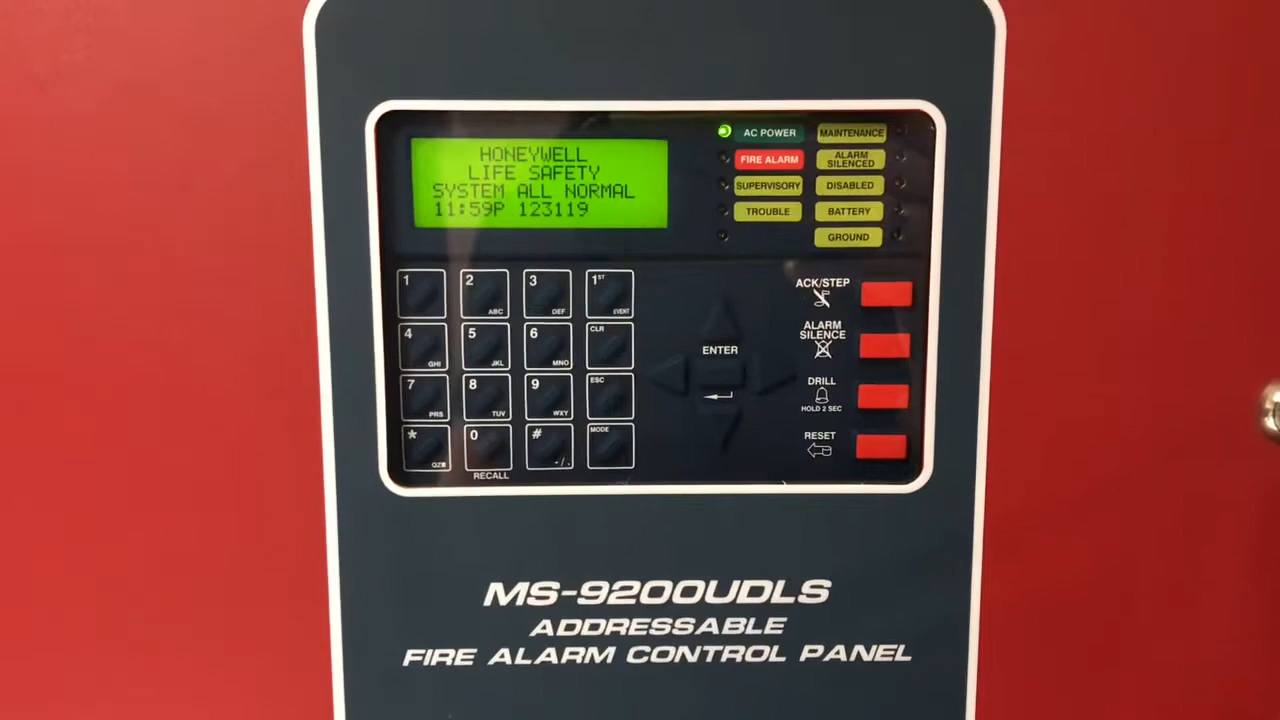 HONEYWELL
LIFE SAFETY
SYSTEM ALL NORMAL
11:59P 123119
AC POWER
MAINTENANCE
FIRE ALARM
ALARM
SILENCED
SUPERVISORY
DISABLED
TROUBLE
BATTERY
GROUND
1
2 ABC
3 DEF
1ST EVENT
4 GHI
5 JKL
6 MNO
CLR
7 PRS
8 TUV
9 WXY
ESC
* QZ
0
# -/.
MODE
RECALL
ENTER
ACK/STEP
ALARM
SILENCE
DRILL
HOLD 2 SEC
RESET
MS-9200UDLS
ADDRESSABLE
FIRE ALARM CONTROL PANEL